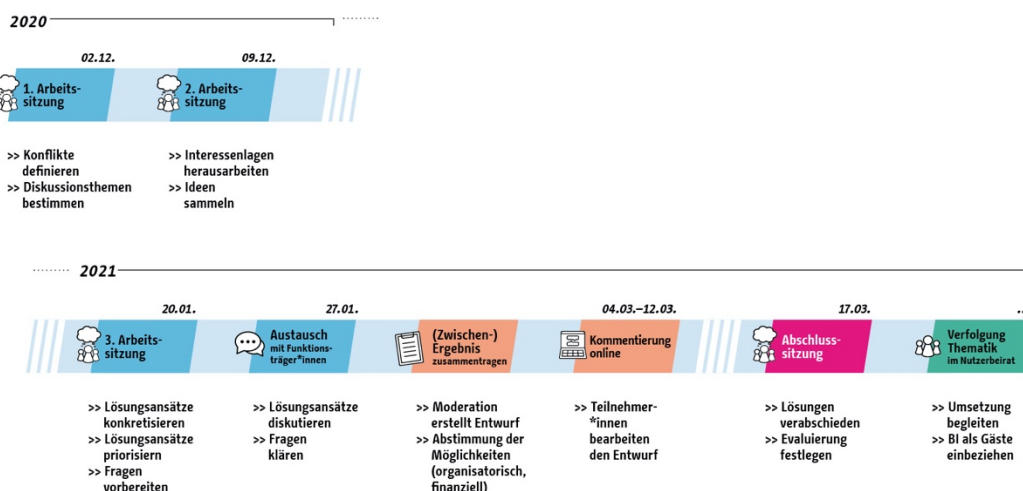 2020
02.12.
09.12.
1. Arbeits-
sitzung
2. Arbeits-
sitzung
>> Konflikte
definieren
>> Diskussionsthemen
bestimmen
>> Interessenlagen
herausarbeiten
>> Ideen
sammeln
2021
20.01.
27.01.
04.03.–12.03.
17.03.
3. Arbeits-
sitzung
Austausch
mit Funktions-
träger*innen
(Zwischen-)
Ergebnis
zusammentragen
Kommentierung
online
Abschluss-
sitzung
Verfolgung
Thematik
im Nutzerbeirat
>> Lösungsansätze
konkretisieren
>> Lösungsansätze
priorisieren
>> Fragen
vorbereiten
>> Lösungsansätze
diskutieren
>> Fragen
klären
>> Moderation
erstellt Entwurf
>> Abstimmung der
Möglichkeiten
(organisatorisch,
finanziell)
>> Teilnehmer-
*innen
bearbeiten
den Entwurf
>> Lösungen
verabschieden
>> Evaluierung
festlegen
>> Umsetzung
begleiten
>> BI als Gäste
einbeziehen